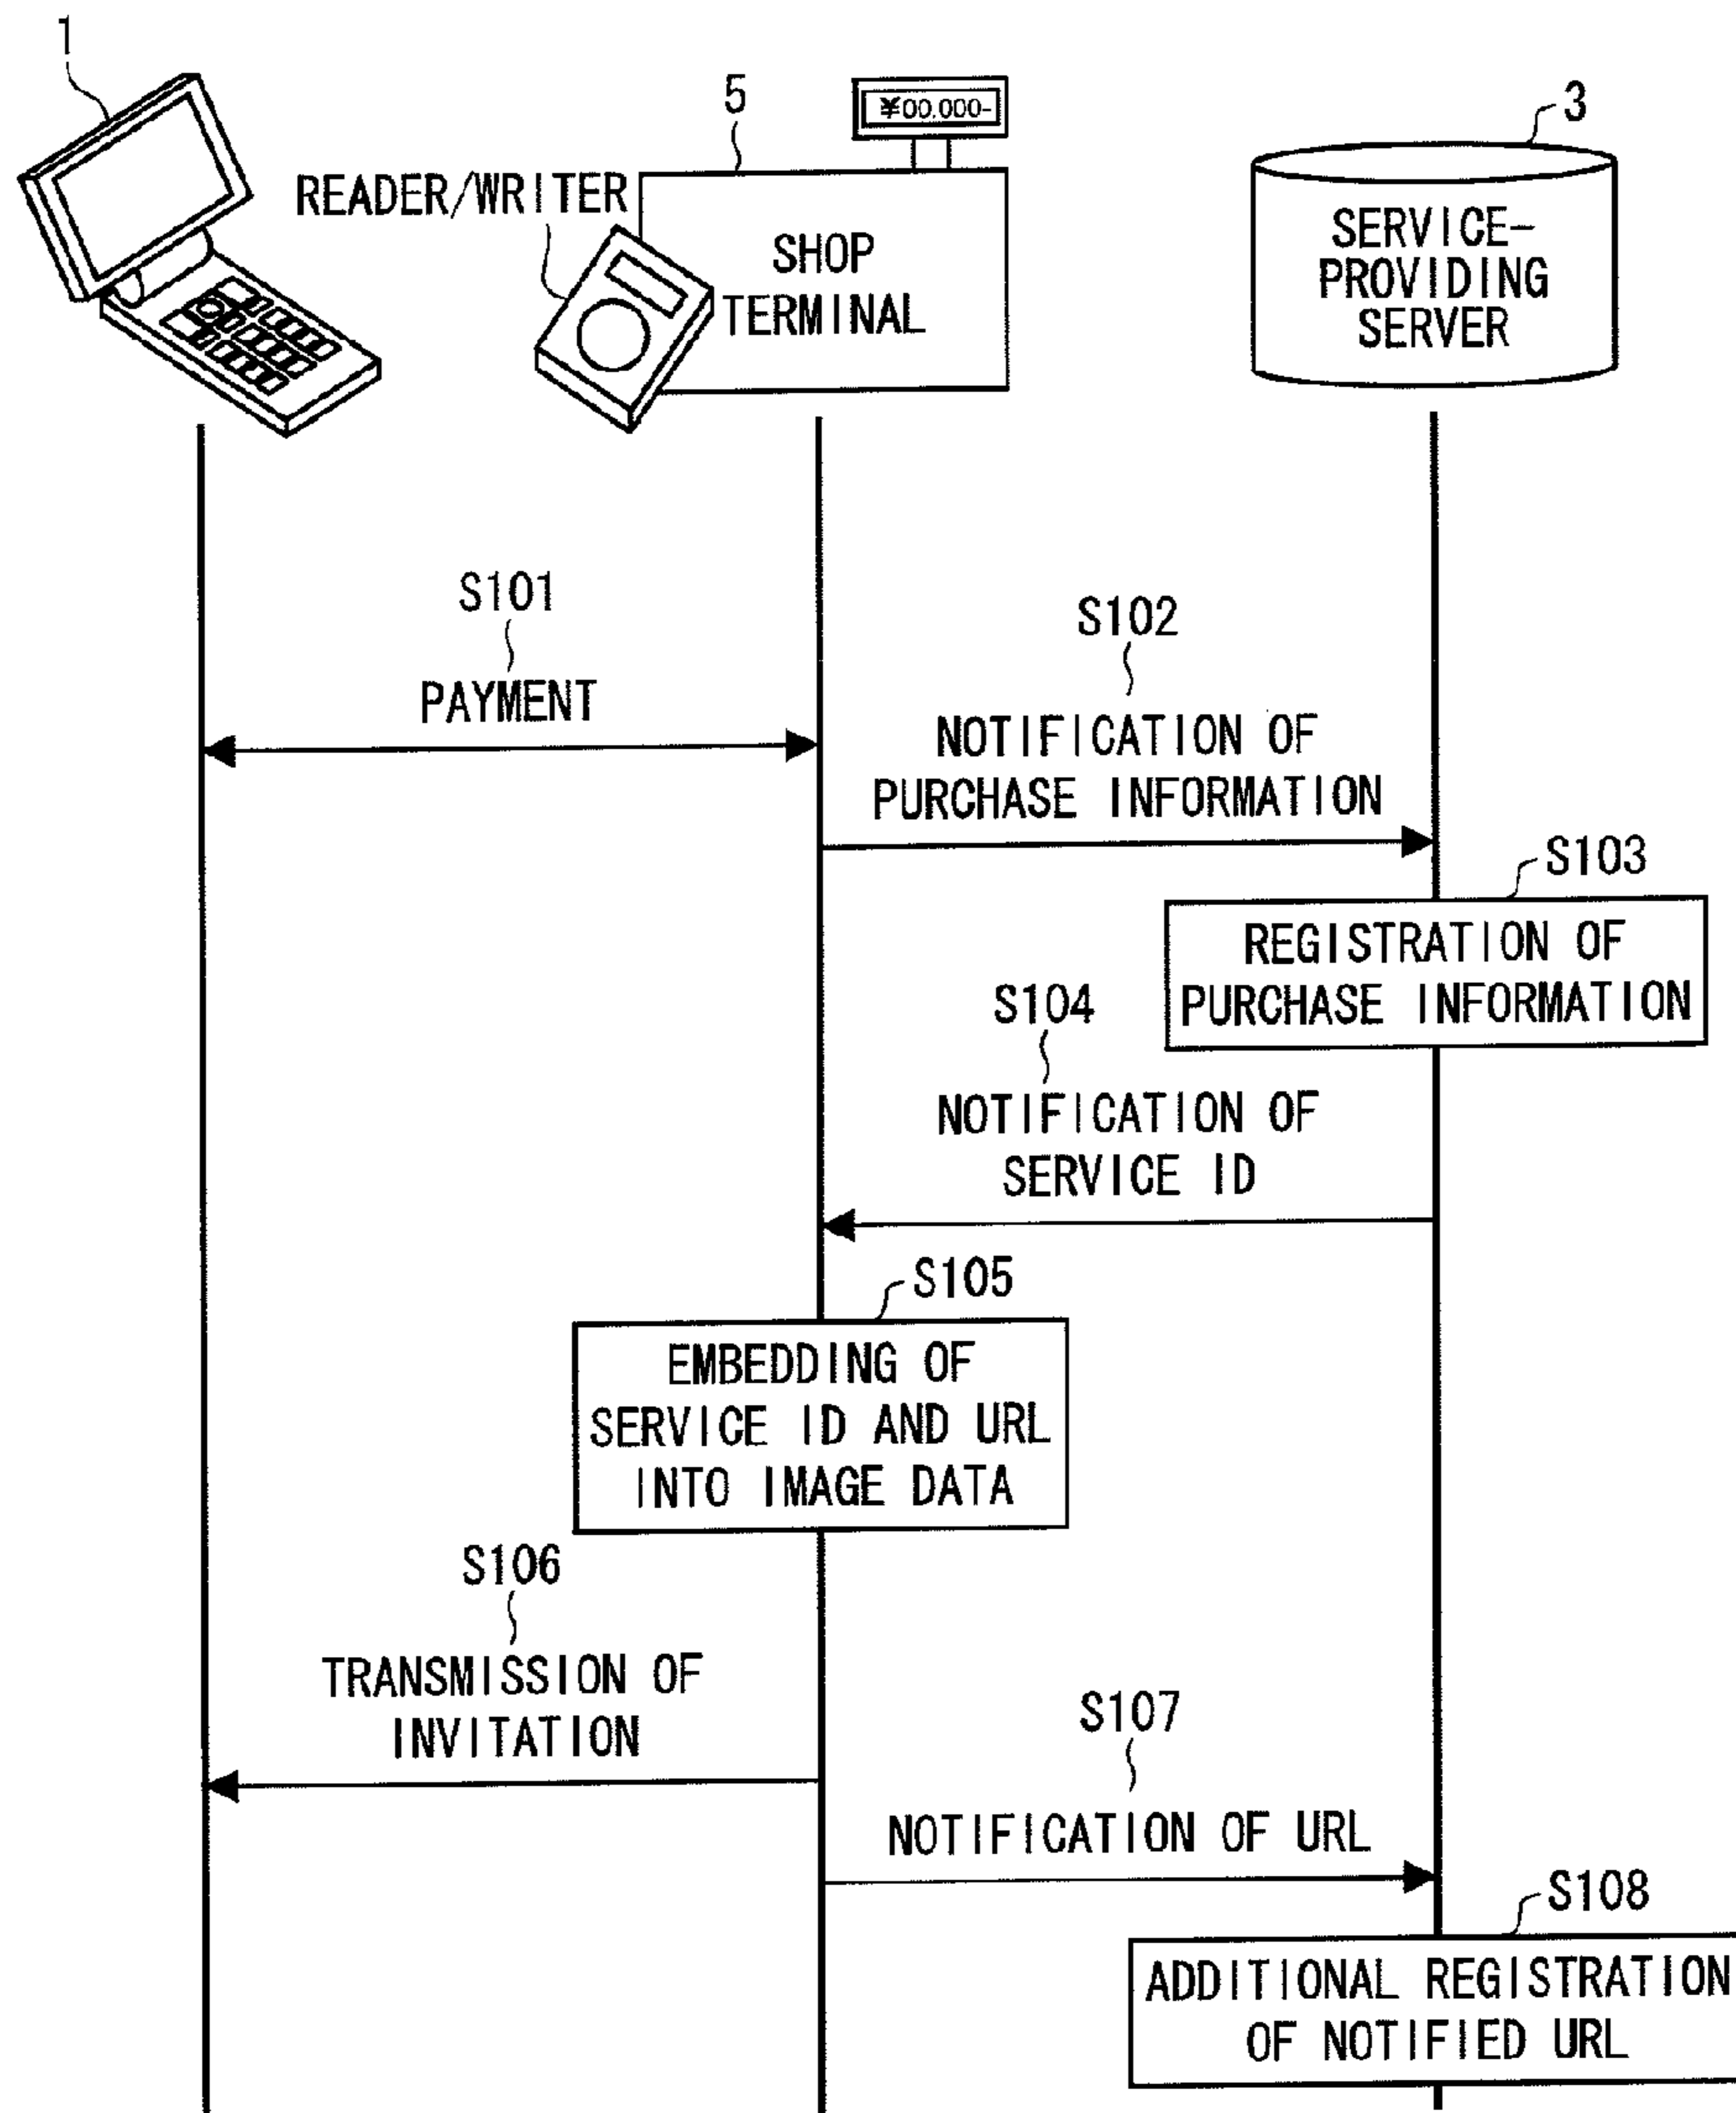 1
5
¥00.000-
3
READER/WRITER
SHOP
TERMINAL
SERVICE-
PROVIDING
SERVER
S101
PAYMENT
S102
NOTIFICATION OF
PURCHASE INFORMATION
S103
REGISTRATION OF
PURCHASE INFORMATION
S104
NOTIFICATION OF
SERVICE ID
S105
EMBEDDING OF
SERVICE ID AND URL
INTO IMAGE DATA
S106
TRANSMISSION OF
INVITATION
S107
NOTIFICATION OF URL
S108
ADDITIONAL REGISTRATION
OF NOTIFIED URL